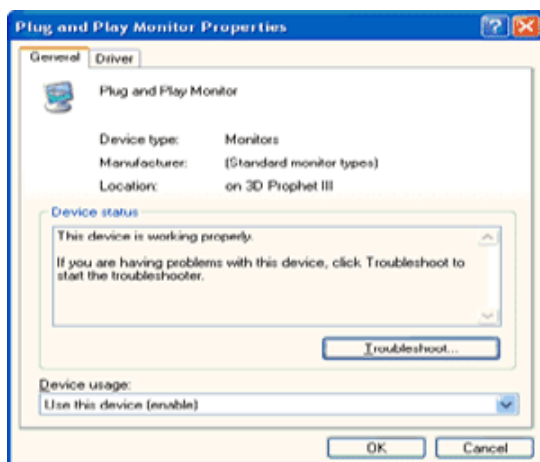 Plug and Play Monitor Properties
General Driver
Plug and Play Monitor
Device type: Monitors
Manufacturer: (Standard monitor types)
Location: on 3D Prophet III
Device status
This device is working properly.
If you are having problems with this device, click Troubleshoot to
start the troubleshooter.
Troubleshoot...
Device usage:
Use this device (enable)
OK Cancel